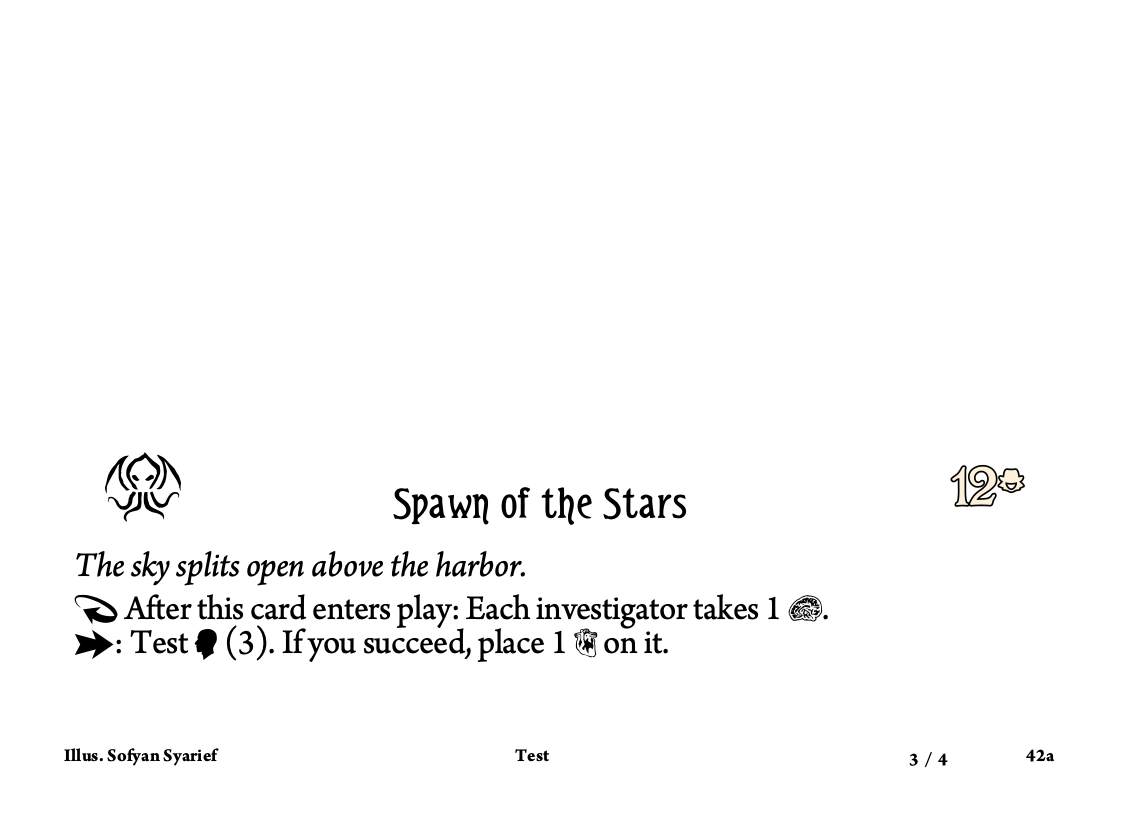 12
Spawn of the Stars
The sky splits open above the harbor.
After this card enters play: Each investigator takes 1 .
: Test (3). If you succeed, place 1 on it.
Illus. Sofyan Syarief
Test
3 / 4
42a